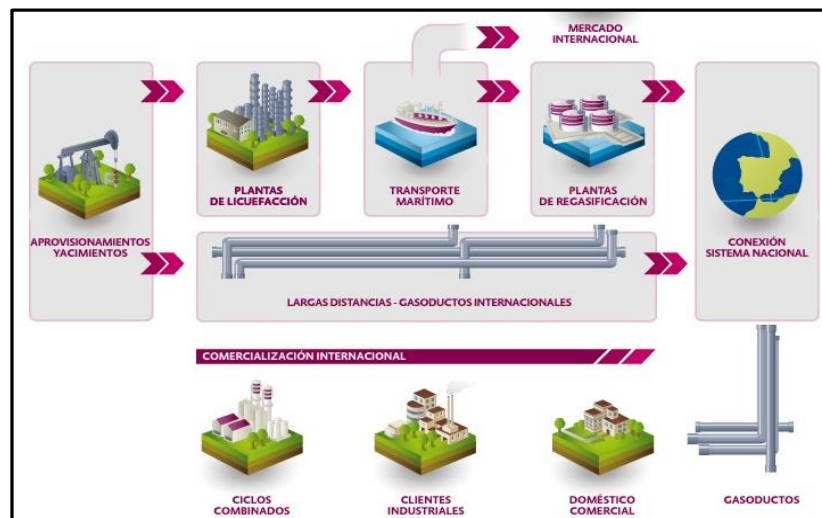 MERCADO
INTERNACIONAL
PLANTAS
DE LICUEFACCIÓN
TRANSPORTE
MARÍTIMO
PLANTAS
DE REGASIFICACIÓN
APROVISIONAMIENTOS
YACIMIENTOS
CONEXIÓN
SISTEMA NACIONAL
LARGAS DISTANCIAS - GASODUCTOS INTERNACIONALES
COMERCIALIZACIÓN INTERNACIONAL
CICLOS
COMBINADOS
CLIENTES
INDUSTRIALES
DOMÉSTICO
COMERCIAL
GASODUCTOS